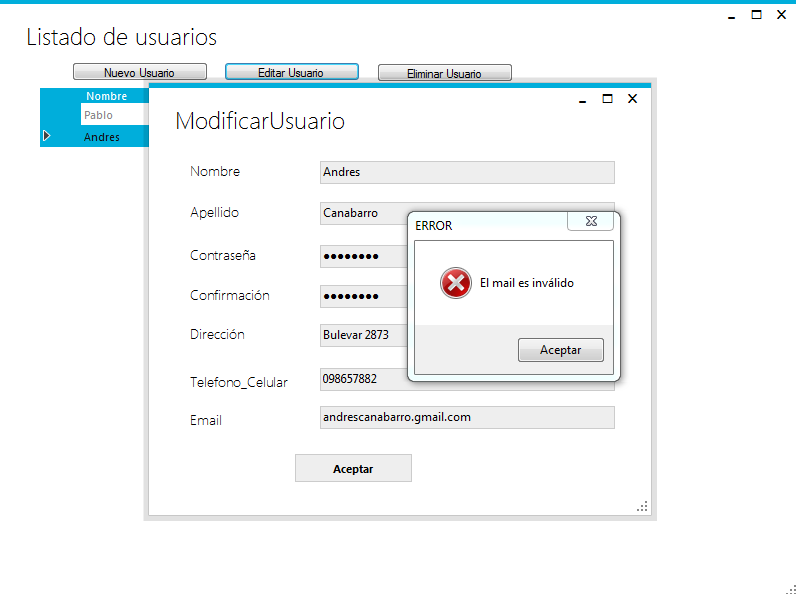 Listado de usuarios
Nuevo Usuario Editar Usuario Eliminar Usuario
Nombre
Pablo
Andres
ModificarUsuario
Nombre Andres
Apellido Canabarro
Contraseña ●●●●●●●●
Confirmación ●●●●●●●●
Dirección Bulevar 2873
Telefono_Celular 098657882
Email andrescanabarro.gmail.com
Aceptar
ERROR
El mail es inválido
Aceptar